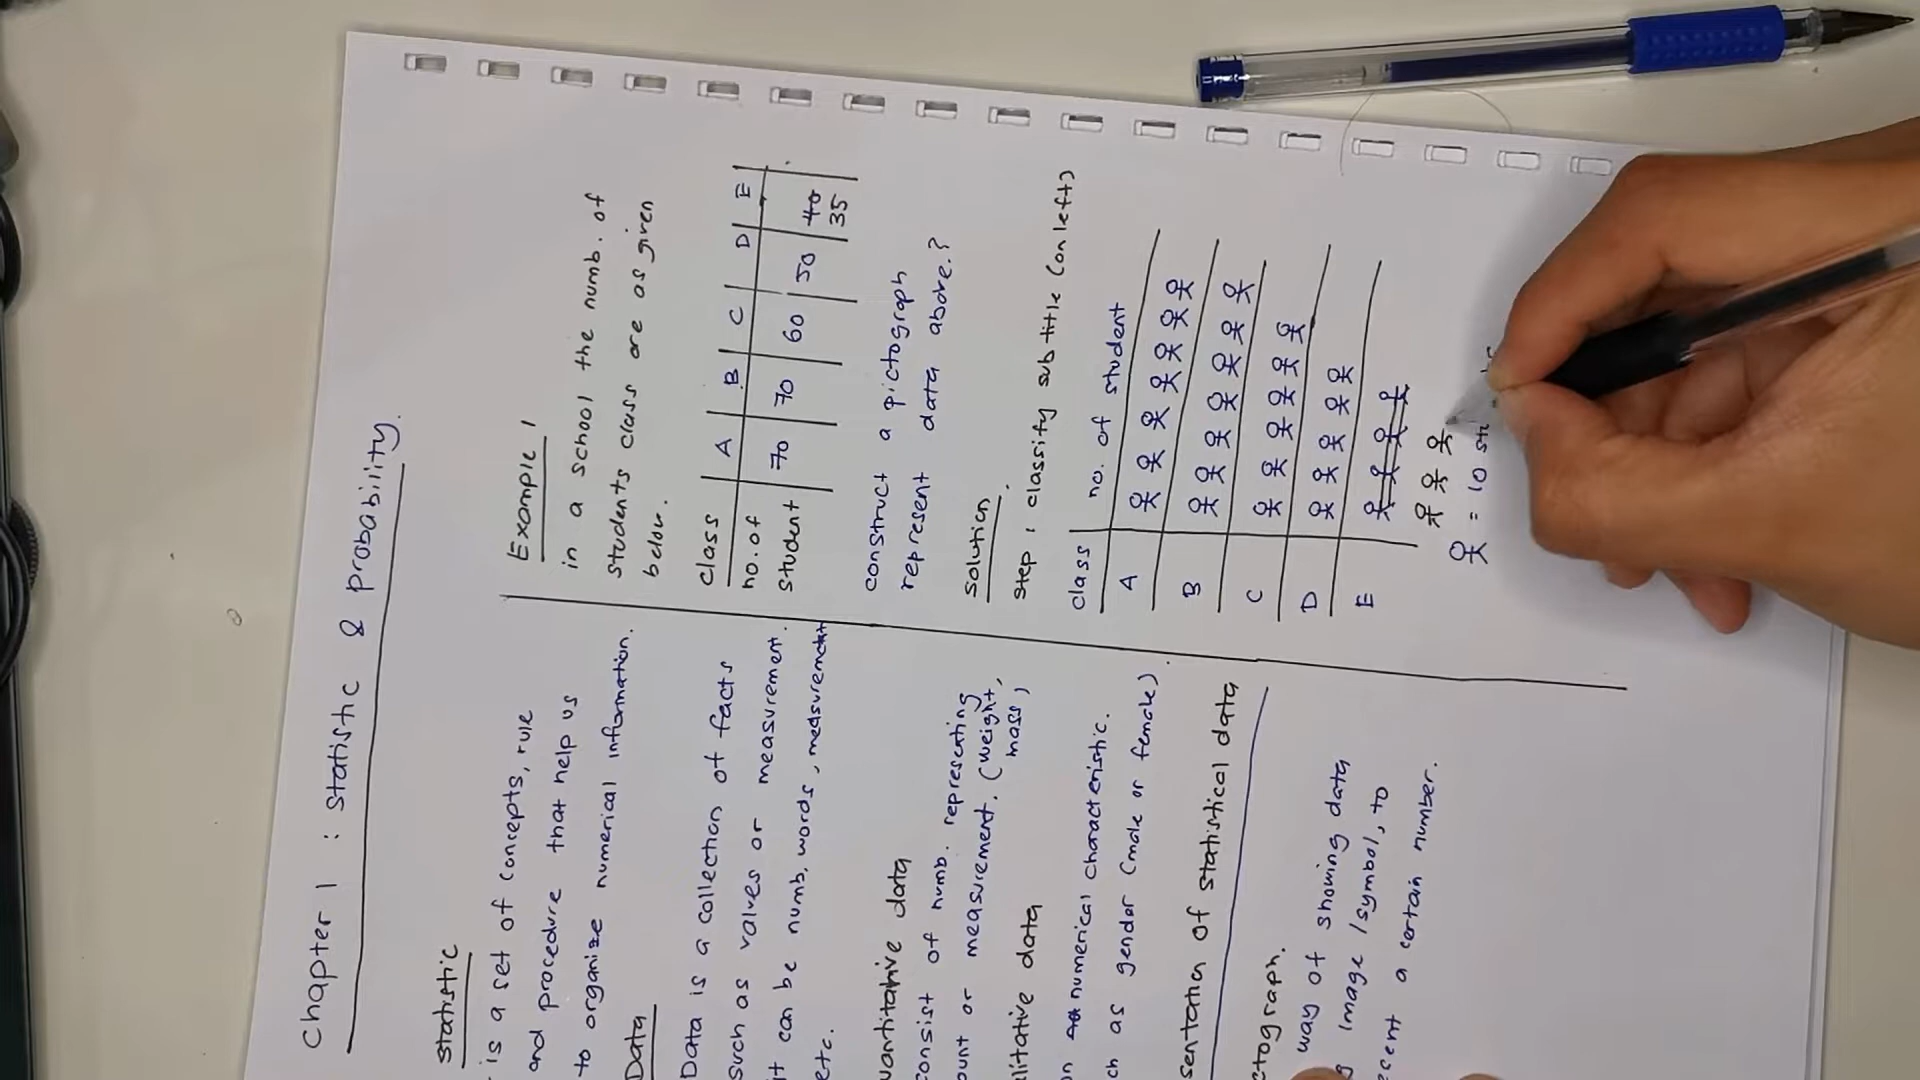 Chapter 1 : statistic & probability.
statistic
is a set of concepts, rule
and procedure that help us
to organize numerical information.
Data
Data is a collection of facts
such as values or measurement.
it can be numb, words, measurement
etc.
data
consist of numb. representing
or measurement. (weight,
mass,
data
numerical characteristic.
as gender (male or female).
of statistical data
way of showing data
image / symbol, to
a certain number.
Example 1
in a school the numb. of
students class are as given
below.
class A B C D E
no. of student 70 70 60 50 40
35
construct a pictograph
represent data above.?
solution
step 1 classify sub title (on left)
class no. of student
A
B
C
D
E
= 10